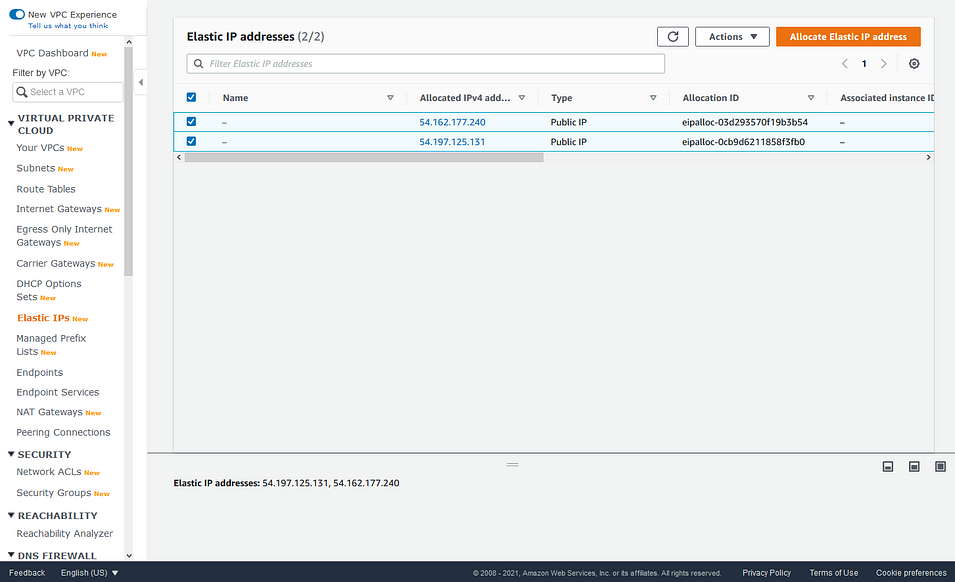 New VPC Experience
Tell us what you think
VPC Dashboard New
Filter by VPC:
Select a VPC
VIRTUAL PRIVATE
CLOUD
Your VPCs New
Subnets New
Route Tables
Internet Gateways New
Egress Only Internet
Gateways New
Carrier Gateways New
DHCP Options
Sets New
Elastic IPs New
Managed Prefix
Lists New
Endpoints
Endpoint Services
NAT Gateways New
Peering Connections
SECURITY
Network ACLs New
Security Groups New
REACHABILITY
Reachability Analyzer
DNS FIREWALL
Elastic IP addresses (2/2)
Actions
Allocate Elastic IP address
Filter Elastic IP addresses
1
Name Allocated IPv4 add... Type Allocation ID Associated instance ID
– 54.162.177.240 Public IP eipalloc-03d293570f19b3b54 –
– 54.197.125.131 Public IP eipalloc-0cb9d6211858f3fb0 –
Elastic IP addresses: 54.197.125.131, 54.162.177.240
Feedback English (US) © 2008 - 2021, Amazon Web Services, Inc. or its affiliates. All rights reserved. Privacy Policy Terms of Use Cookie preferences